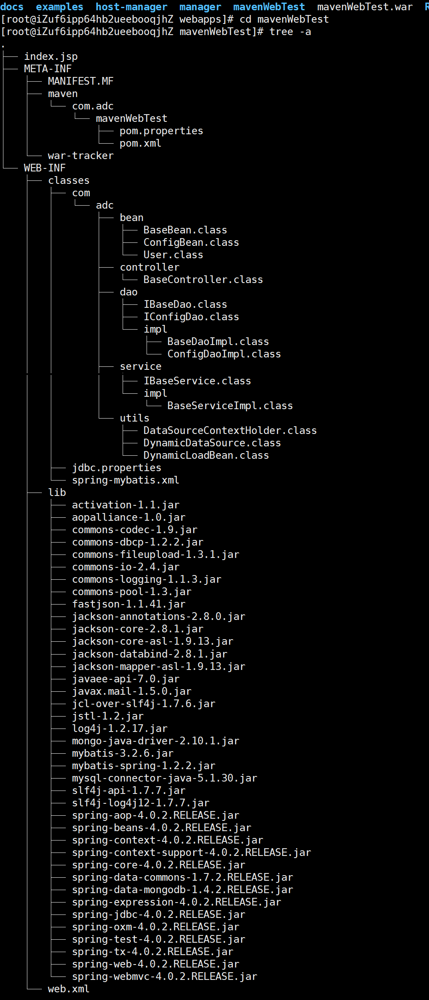 docs examples host-manager manager mavenWebTest mavenWebTest.war R
[root@iZuf6ipp64hb2ueebooqjhZ webapps]# cd mavenWebTest
[root@iZuf6ipp64hb2ueebooqjhZ mavenWebTest]# tree -a
.
├── index.jsp
├── META-INF
│   ├── MANIFEST.MF
│   ├── maven
│   │   └── com.adc
│   │       └── mavenWebTest
│   │           ├── pom.properties
│   │           └── pom.xml
│   └── war-tracker
└── WEB-INF
    ├── classes
    │   ├── com
    │   │   └── adc
    │   │       ├── bean
    │   │       │   ├── BaseBean.class
    │   │       │   ├── ConfigBean.class
    │   │       │   └── User.class
    │   │       ├── controller
    │   │       │   └── BaseController.class
    │   │       ├── dao
    │   │       │   ├── IBaseDao.class
    │   │       │   ├── IConfigDao.class
    │   │       │   └── impl
    │   │       │       ├── BaseDaoImpl.class
    │   │       │       └── ConfigDaoImpl.class
    │   │       ├── service
    │   │       │   ├── IBaseService.class
    │   │       │   └── impl
    │   │       │       └── BaseServiceImpl.class
    │   │       └── utils
    │   │           ├── DataSourceContextHolder.class
    │   │           ├── DynamicDataSource.class
    │   │           └── DynamicLoadBean.class
    │   ├── jdbc.properties
    │   └── spring-mybatis.xml
    ├── lib
    │   ├── activation-1.1.jar
    │   ├── aopalliance-1.0.jar
    │   ├── commons-codec-1.9.jar
    │   ├── commons-dbcp-1.2.2.jar
    │   ├── commons-fileupload-1.3.1.jar
    │   ├── commons-io-2.4.jar
    │   ├── commons-logging-1.1.3.jar
    │   ├── commons-pool-1.3.jar
    │   ├── fastjson-1.1.41.jar
    │   ├── jackson-annotations-2.8.0.jar
    │   ├── jackson-core-2.8.1.jar
    │   ├── jackson-core-asl-1.9.13.jar
    │   ├── jackson-databind-2.8.1.jar
    │   ├── jackson-mapper-asl-1.9.13.jar
    │   ├── javaee-api-7.0.jar
    │   ├── javax.mail-1.5.0.jar
    │   ├── jcl-over-slf4j-1.7.6.jar
    │   ├── jstl-1.2.jar
    │   ├── log4j-1.2.17.jar
    │   ├── mongo-java-driver-2.10.1.jar
    │   ├── mybatis-3.2.6.jar
    │   ├── mybatis-spring-1.2.2.jar
    │   ├── mysql-connector-java-5.1.30.jar
    │   ├── slf4j-api-1.7.7.jar
    │   ├── slf4j-log4j12-1.7.7.jar
    │   ├── spring-aop-4.0.2.RELEASE.jar
    │   ├── spring-beans-4.0.2.RELEASE.jar
    │   ├── spring-context-4.0.2.RELEASE.jar
    │   ├── spring-context-support-4.0.2.RELEASE.jar
    │   ├── spring-core-4.0.2.RELEASE.jar
    │   ├── spring-data-commons-1.7.2.RELEASE.jar
    │   ├── spring-data-mongodb-1.4.2.RELEASE.jar
    │   ├── spring-expression-4.0.2.RELEASE.jar
    │   ├── spring-jdbc-4.0.2.RELEASE.jar
    │   ├── spring-oxm-4.0.2.RELEASE.jar
    │   ├── spring-test-4.0.2.RELEASE.jar
    │   ├── spring-tx-4.0.2.RELEASE.jar
    │   ├── spring-web-4.0.2.RELEASE.jar
    │   └── spring-webmvc-4.0.2.RELEASE.jar
    └── web.xml